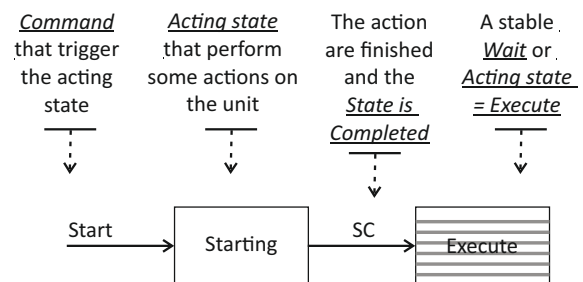 Command
that trigger
the acting
state
Acting state
that perform
some actions on
the unit
The action
are finished
and the
State is
Completed
A stable
Wait or
Acting state
= Execute
Start
Starting
SC
Execute